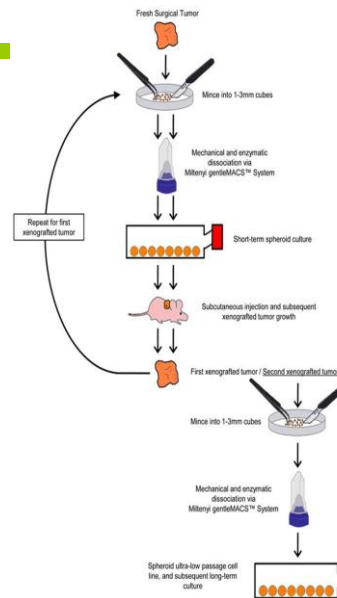 Fresh Surgical Tumor
Mince into 1-3mm cubes
Mechanical and enzymatic
dissociation via
Miltenyi gentleMACS™ System
Repeat for first
xenografted tumor
Short-term spheroid culture
Subcutaneous injection and subsequent
xenografted tumor growth
First xenografted tumor / Second xenografted tumor
Mince into 1-3mm cubes
Mechanical and enzymatic
dissociation via
Miltenyi gentleMACS™ System
Spheroid ultra-low passage cell
line, and subsequent long-term
culture